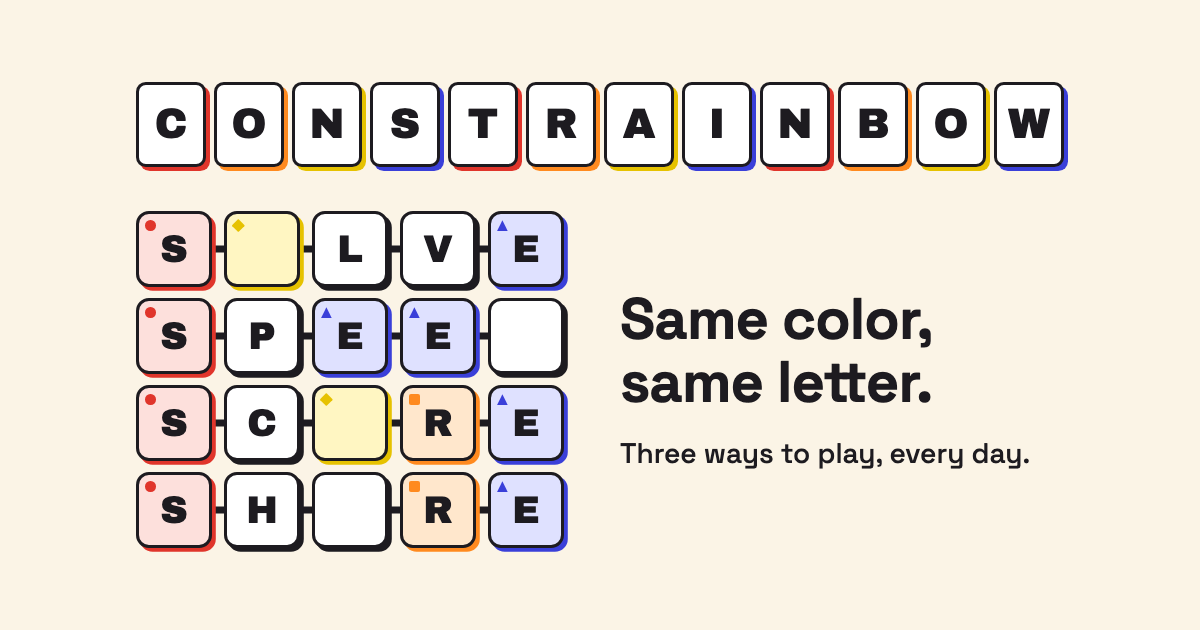 CONSTRAINBOW
S LVE
SPEE
SC RE
SH RE
Same color,
same letter.
Three ways to play, every day.